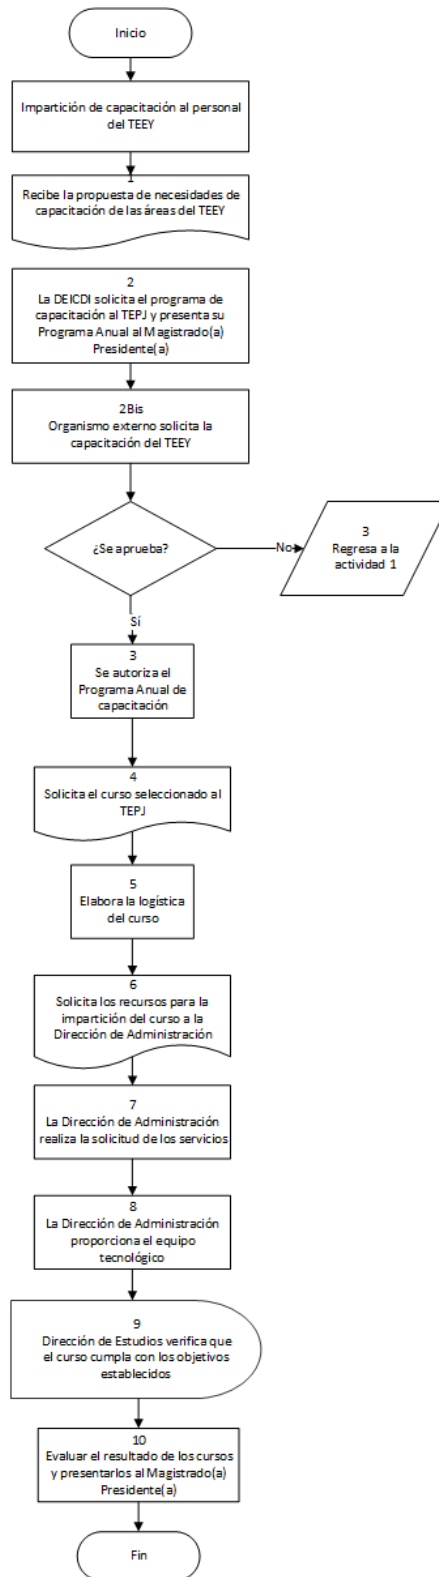 Inicio
Impartición de capacitación al personal
del TEEY
1
Recibe la propuesta de necesidades de
capacitación de las áreas del TEEY
2
La DEICDI solicita el programa de
capacitación al TEPJ y presenta su
Programa Anual al Magistrado(a)
Presidente(a)
2Bis
Organismo externo solicita la
capacitación del TEEY
¿Se aprueba?
No
3
Regresa a la
actividad 1
Sí
3
Se autoriza el
Programa Anual de
capacitación
4
Solicita el curso seleccionado al
TEPJ
5
Elabora la logística
del curso
6
Solicita los recursos para la
impartición del curso a la
Dirección de Administración
7
La Dirección de Administración
realiza la solicitud de los servicios
8
La Dirección de Administración
proporciona el equipo
tecnológico
9
Dirección de Estudios verifica que
el curso cumpla con los objetivos
establecidos
10
Evaluar el resultado de los cursos
y presentarlos al Magistrado(a)
Presidente(a)
Fin